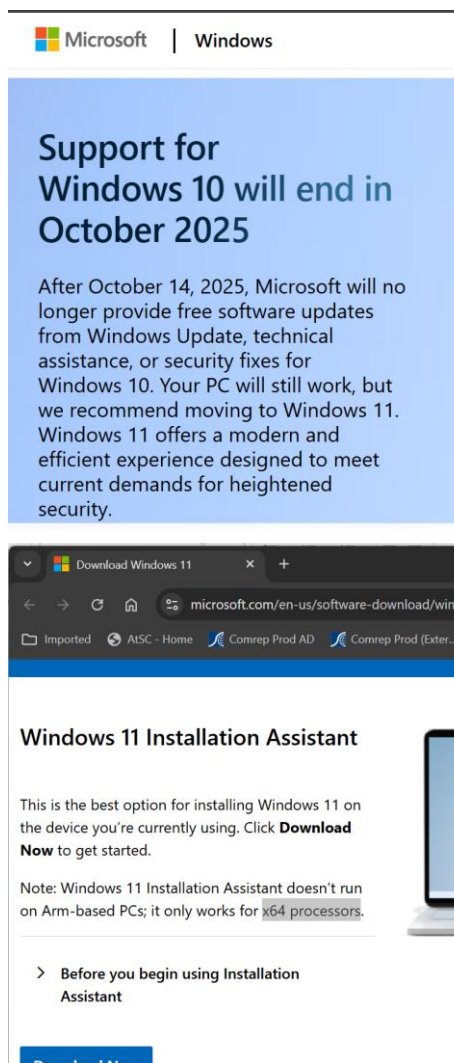 Microsoft | Windows
Support for
Windows 10 will end in
October 2025
After October 14, 2025, Microsoft will no
longer provide free software updates
from Windows Update, technical
assistance, or security fixes for
Windows 10. Your PC will still work, but
we recommend moving to Windows 11.
Windows 11 offers a modern and
efficient experience designed to meet
current demands for heightened
security.
Download Windows 11
microsoft.com/en-us/software-download/win
Imported AtSC - Home Comrep Prod AD Comrep Prod (Exter...
Windows 11 Installation Assistant
This is the best option for installing Windows 11 on
the device you’re currently using. Click Download
Now to get started.
Note: Windows 11 Installation Assistant doesn’t run
on Arm-based PCs; it only works for x64 processors.
Before you begin using Installation
Assistant
Download Now